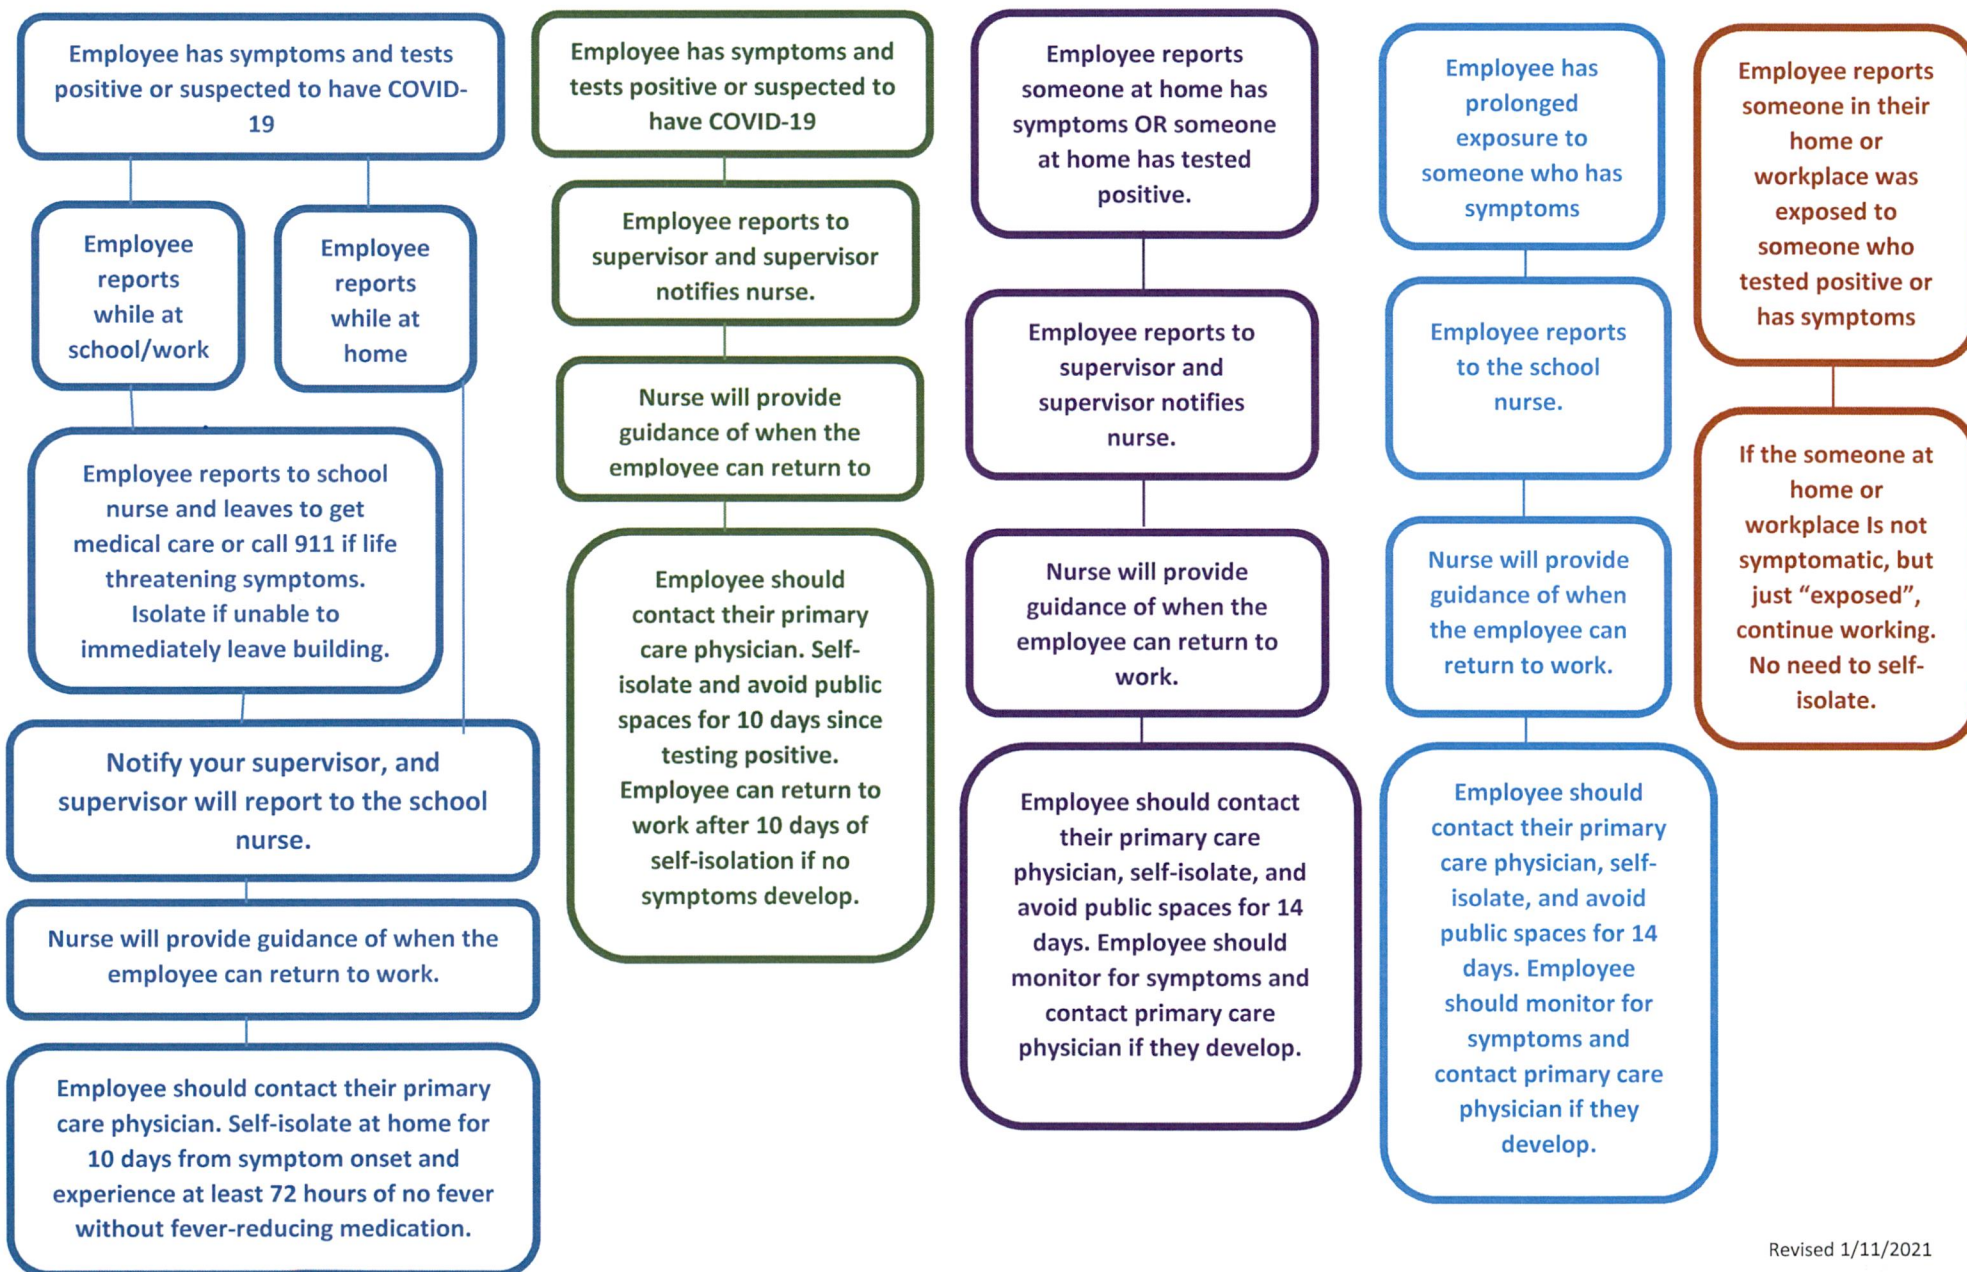 Employee has symptoms and tests
positive or suspected to have COVID-
19
Employee
reports
while at
school/work
Employee
reports
while at
home
Employee reports to school
nurse and leaves to get
medical care or call 911 if life
threatening symptoms.
Isolate if unable to
immediately leave building.
Notify your supervisor, and
supervisor will report to the school
nurse.
Nurse will provide guidance of when the
employee can return to work.
Employee should contact their primary
care physician. Self-isolate at home for
10 days from symptom onset and
experience at least 72 hours of no fever
without fever-reducing medication.
Employee has symptoms and
tests positive or suspected to
have COVID-19
Employee reports to
supervisor and supervisor
notifies nurse.
Nurse will provide
guidance of when the
employee can return to
Employee should
contact their primary
care physician. Self-
isolate and avoid public
spaces for 10 days since
testing positive.
Employee can return to
work after 10 days of
self-isolation if no
symptoms develop.
Employee reports
someone at home has
symptoms OR someone
at home has tested
positive.
Employee reports to
supervisor and
supervisor notifies
nurse.
Nurse will provide
guidance of when the
employee can return to
work.
Employee should contact
their primary care
physician, self-isolate, and
avoid public spaces for 14
days. Employee should
monitor for symptoms and
contact primary care
physician if they develop.
Employee has
prolonged
exposure to
someone who has
symptoms
Employee reports
to the school
nurse.
Nurse will provide
guidance of when
the employee can
return to work.
Employee should
contact their primary
care physician, self-
isolate, and avoid
public spaces for 14
days. Employee
should monitor for
symptoms and
contact primary care
physician if they
develop.
Employee reports
someone in their
home or
workplace was
exposed to
someone who
tested positive or
has symptoms
If the someone at
home or
workplace Is not
symptomatic, but
just “exposed”,
continue working.
No need to self-
isolate.
Revised 1/11/2021